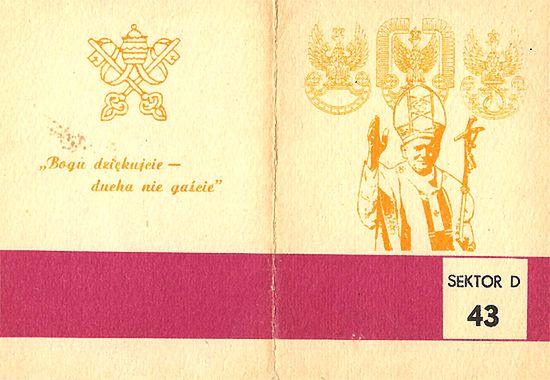 „Bogu dziękujcie —
ducha nie gaście”
SEKTOR D
43